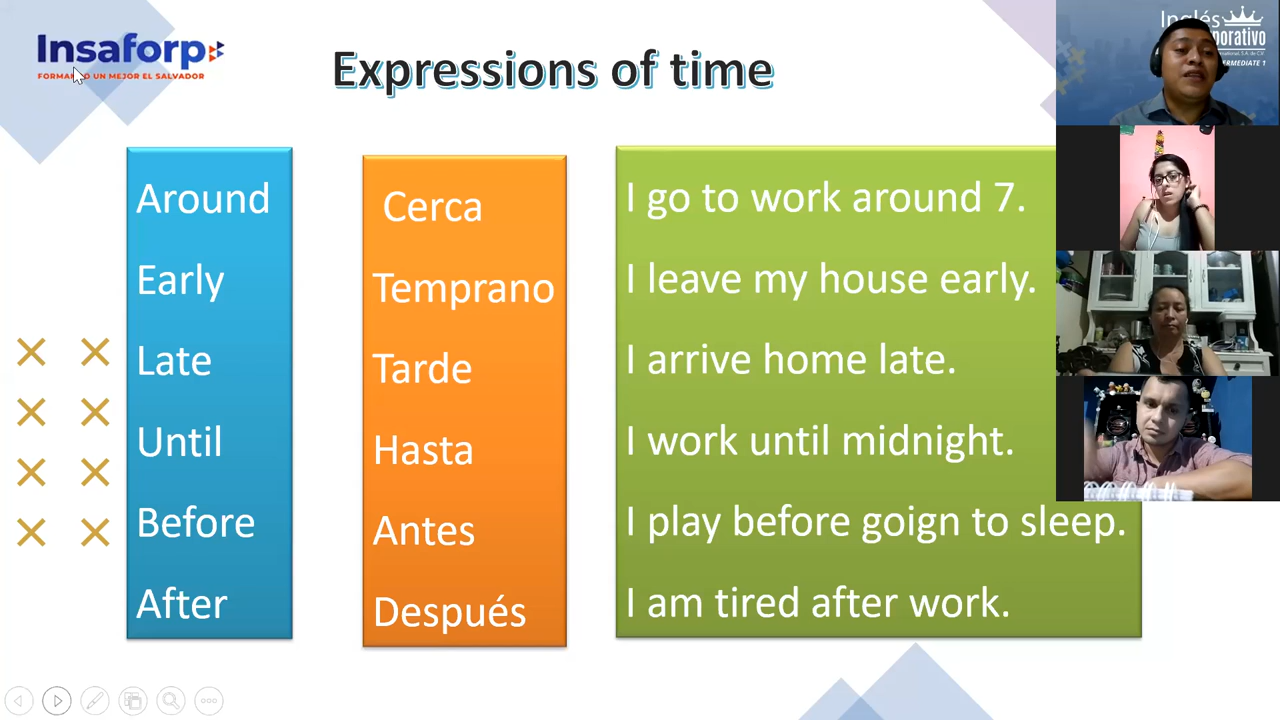 Insaforp
FORMANDO UN MEJOR EL SALVADOR
Expressions of time
Inglés
porativo
ERMEDIATE 1
Around
Early
Late
Until
Before
After
Cerca
Temprano
Tarde
Hasta
Antes
Después
I go to work around 7.
I leave my house early.
I arrive home late.
I work until midnight.
I play before goign to sleep.
I am tired after work.